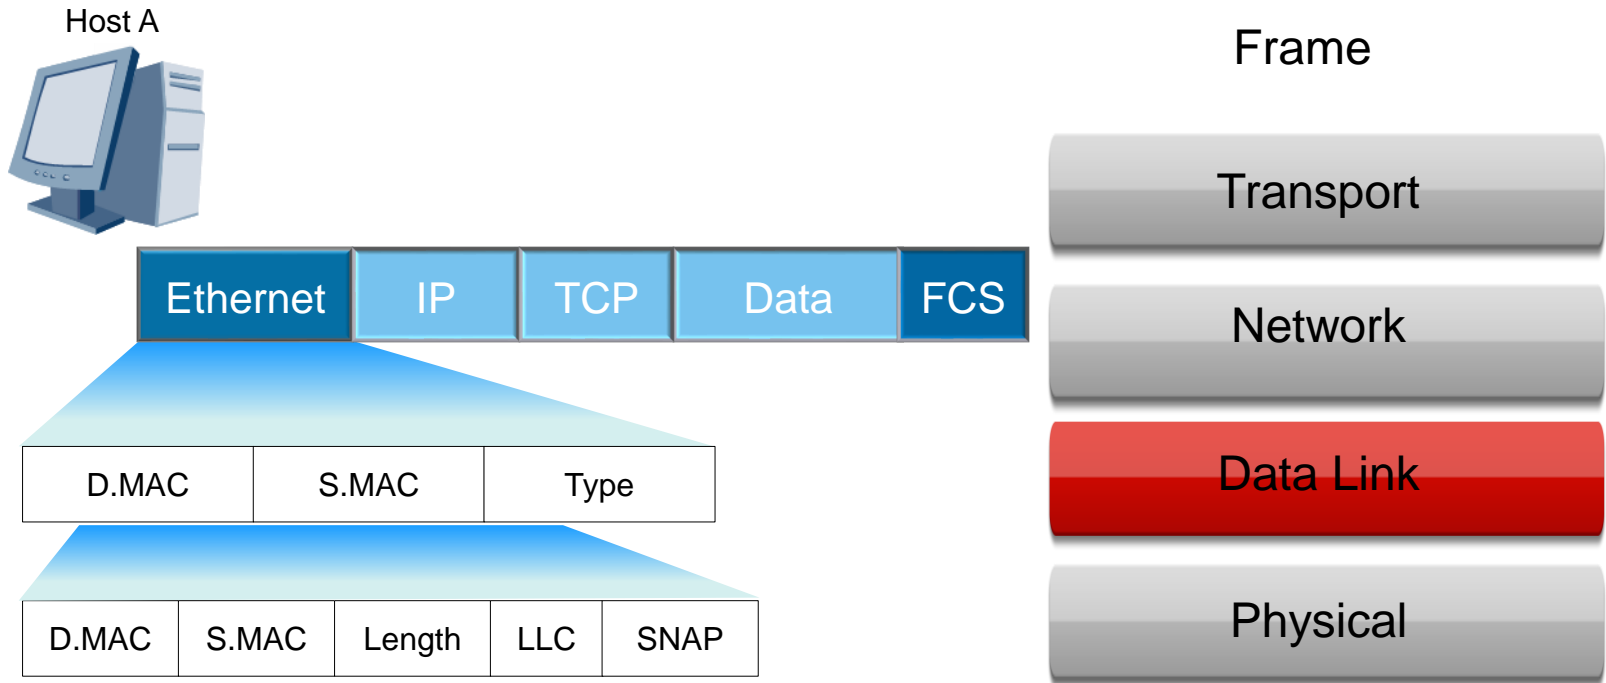 Host A
Frame
Transport
Ethernet IP TCP Data FCS
Network
D.MAC S.MAC Type
Data Link
D.MAC S.MAC Length LLC SNAP
Physical